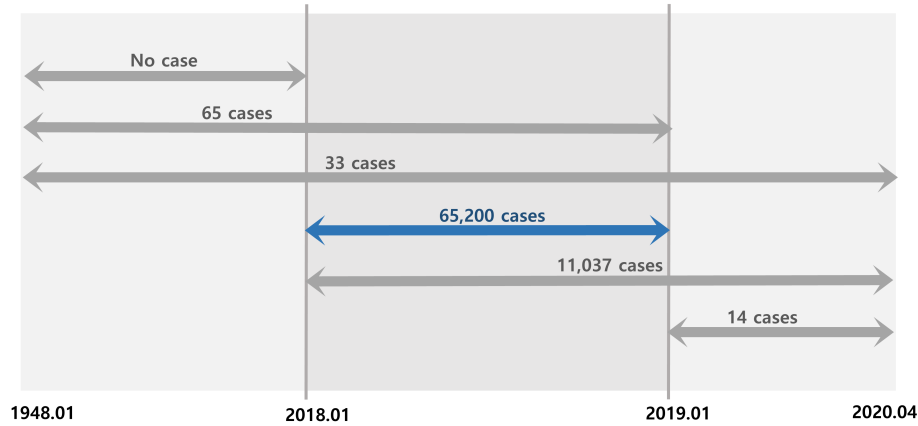 No case
65 cases
33 cases
65,200 cases
11,037 cases
14 cases
1948.01
2018.01
2019.01
2020.04